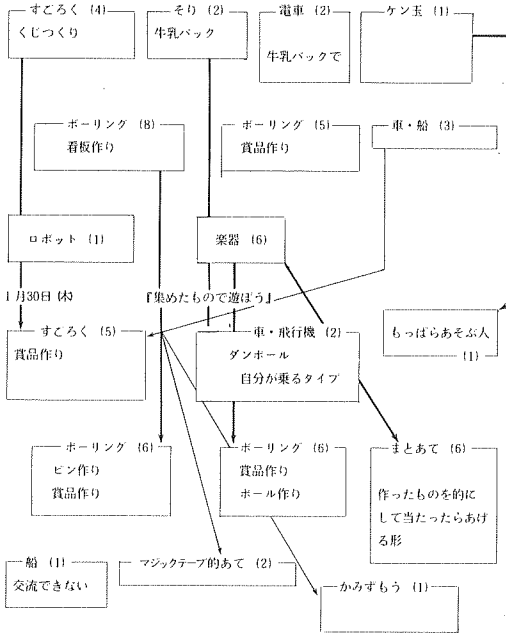 すごろく (4)
くじつくり
そり (2)
牛乳パック
電車 (2)
牛乳パックで
ケン玉 (1)
ボーリング (8)
看板作り
ボーリング (5)
賞品作り
車・船 (3)
ロボット (1)
楽器 (6)
1月30日 (木)
『集めたもので遊ぼう』
すごろく (5)
賞品作り
車・飛行機 (2)
ダンボール
自分が乗るタイプ
もっぱらあそぶ人
(1)
ボーリング (6)
ピン作り
賞品作り
ボーリング (6)
賞品作り
ボール作り
まとあて (6)
作ったものを的に
して当たったらあげ
る形
船 (1)
交流できない
マジックテープ的あて (2)
かみずもう (1)